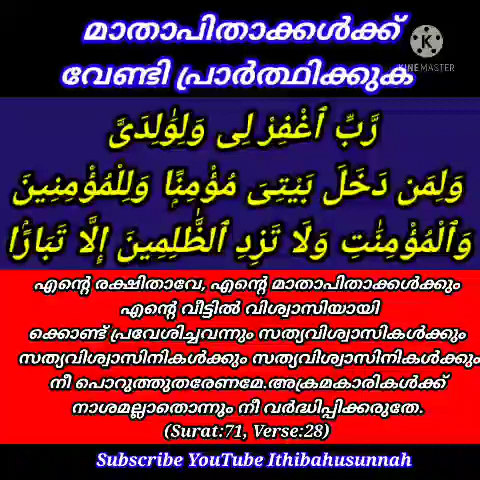 മാതാപിതാക്കൾക്ക്
വേണ്ടി പ്രാർത്ഥിക്കുക
KINEMASTER
رَّبِّ ٱغْفِرْ لِى وَلِوَٰلِدَىَّ
وَلِمَن دَخَلَ بَيْتِىَ مُؤْمِنًۭا وَلِلْمُؤْمِنِينَ
وَٱلْمُؤْمِنَٰتِ وَلَا تَزِدِ ٱلظَّٰلِمِينَ إِلَّا تَبَارًۢا
എന്റെ രക്ഷിതാവേ, എന്റെ മാതാപിതാക്കൾക്കും
എന്റെ വീട്ടിൽ വിശ്വാസിയായി
ക്കൊണ്ട് പ്രവേശിച്ചവന്നും സത്യവിശ്വാസികൾക്കും
സത്യവിശ്വാസിനികൾക്കും സത്യവിശ്വാസിനികൾക്കും
നീ പൊറുത്തുതരേണമേ.അക്രമകാരികൾക്ക്
നാശമല്ലാതൊന്നും നീ വർദ്ധിപ്പിക്കരുതേ.
(Surat:71, Verse:28)
Subscribe YouTube Ithibahusunnah